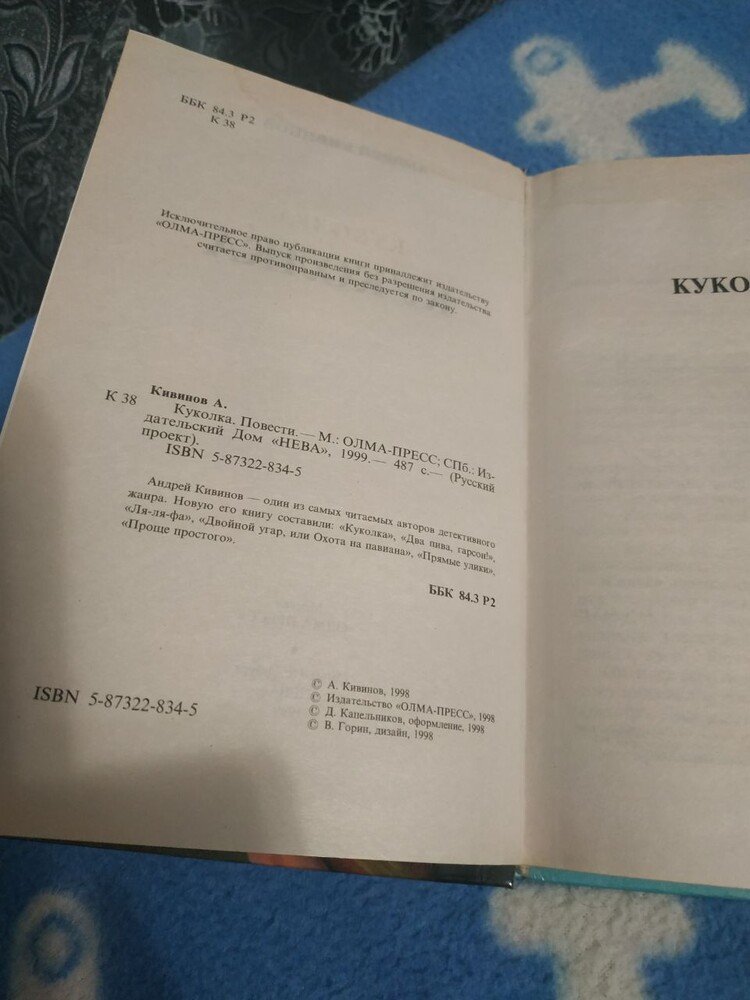 ББК 84.3 Р2
К 38
Исключительное право публикации книги принадлежит издательству
«ОЛМА-ПРЕСС». Выпуск произведения без разрешения издательства
считается противоправным и преследуется по закону.
Кивинов А.
К 38 Куколка. Повести. — М.: ОЛМА-ПРЕСС; СПб.: Из-
дательский Дом «НЕВА», 1999. — 487 с. — (Русский
проект).
ISBN 5-87322-834-5
Андрей Кивинов — один из самых читаемых авторов детективного
жанра. Новую его книгу составили: «Куколка», «Два пива, гарсон!»,
«Ля-ля-фа», «Двойной угар, или Охота на павиана», «Прямые улики»,
«Проще простого».
ББК 84.3 Р2
ISBN 5-87322-834-5
© А. Кивинов, 1998
© Издательство «ОЛМА-ПРЕСС», 1998
© Д. Капельников, оформление, 1998
© В. Горин, дизайн, 1998
КУКО